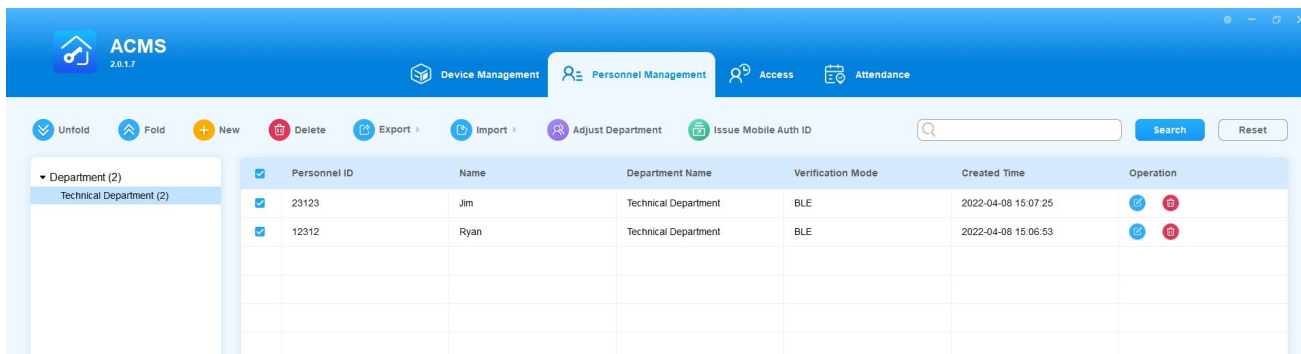 ACMS
2.0.1.7
Device Management Personnel Management Access Attendance
Unfold Fold New Delete Export Import Adjust Department Issue Mobile Auth ID Search Reset
Department (2)
Technical Department (2)
Personnel ID Name Department Name Verification Mode Created Time Operation
23123 Jim Technical Department BLE 2022-04-08 15:07:25
12312 Ryan Technical Department BLE 2022-04-08 15:06:53